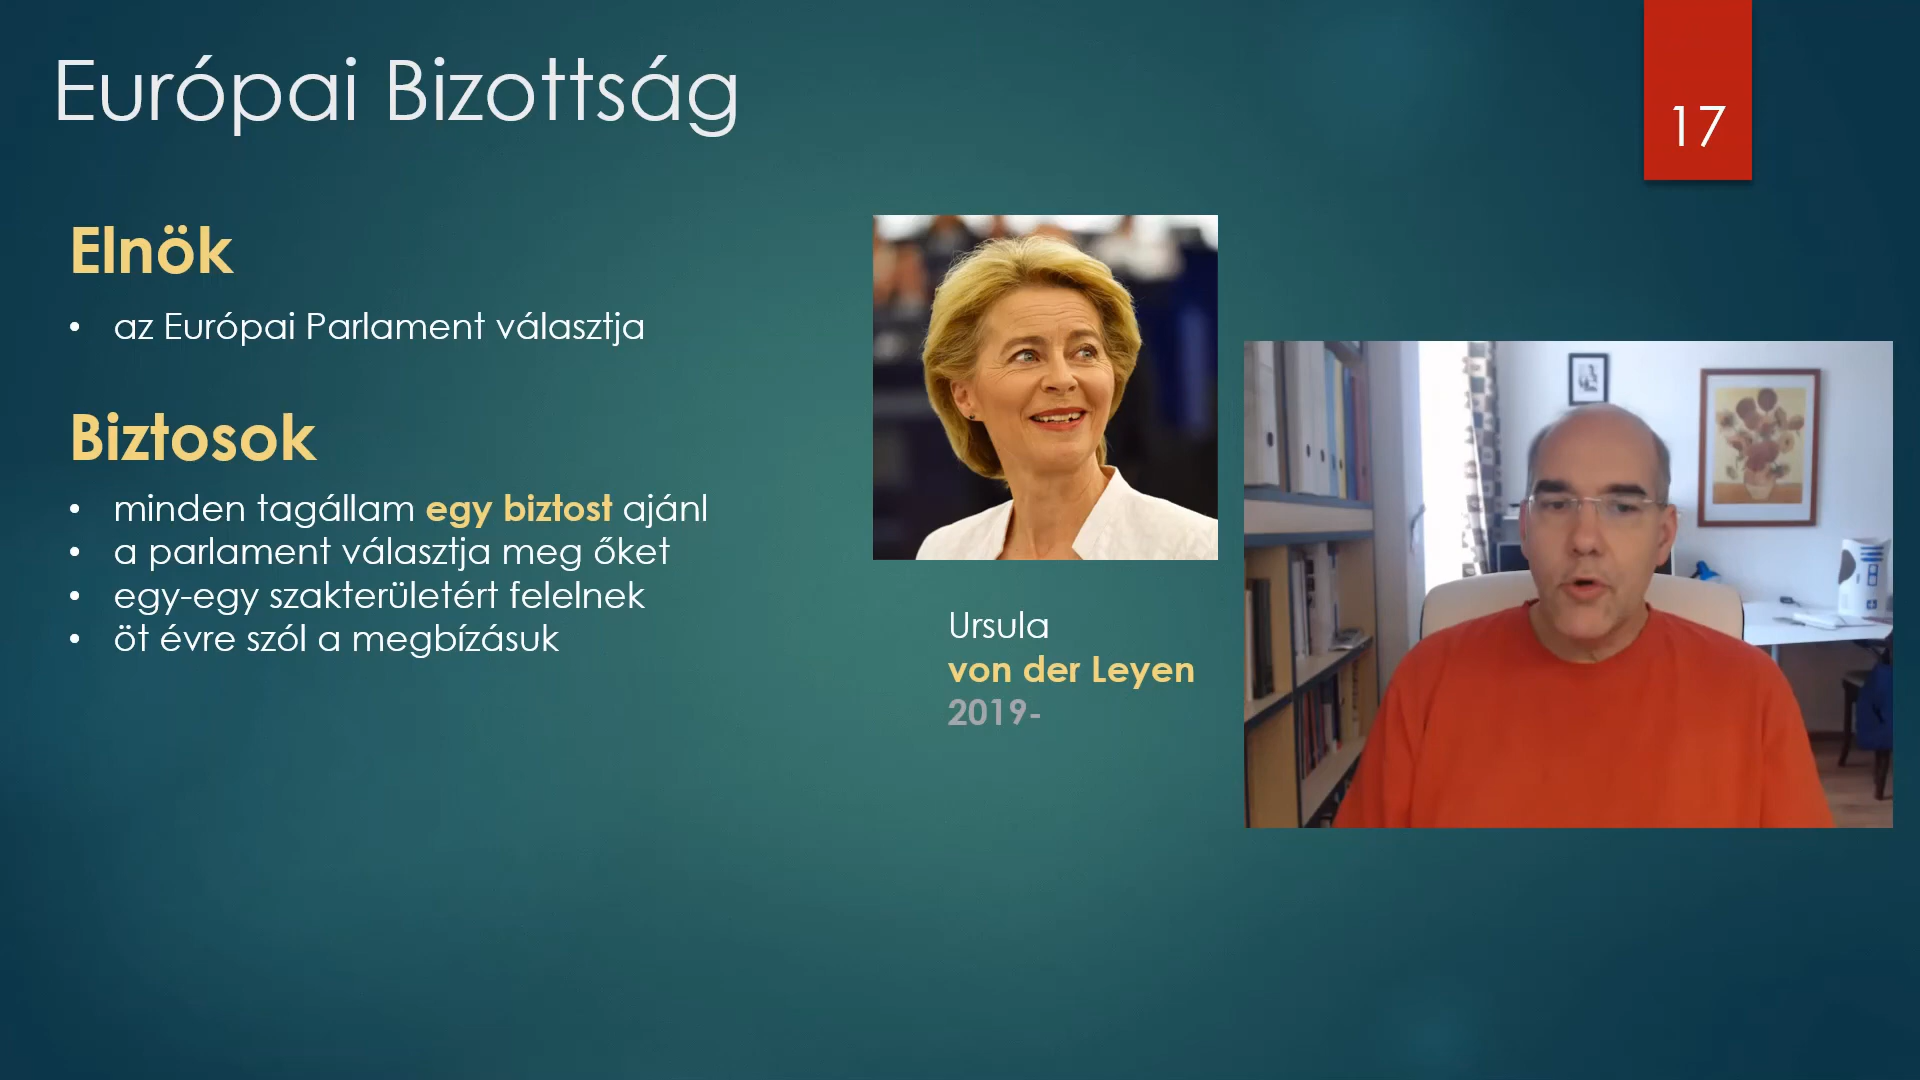 Európai Bizottság
17
Elnök
• az Európai Parlament választja
Biztosok
• minden tagállam egy biztost ajánl
• a parlament választja meg őket
• egy-egy szakterületért felelnek
• öt évre szól a megbízásuk
Ursula
von der Leyen
2019-